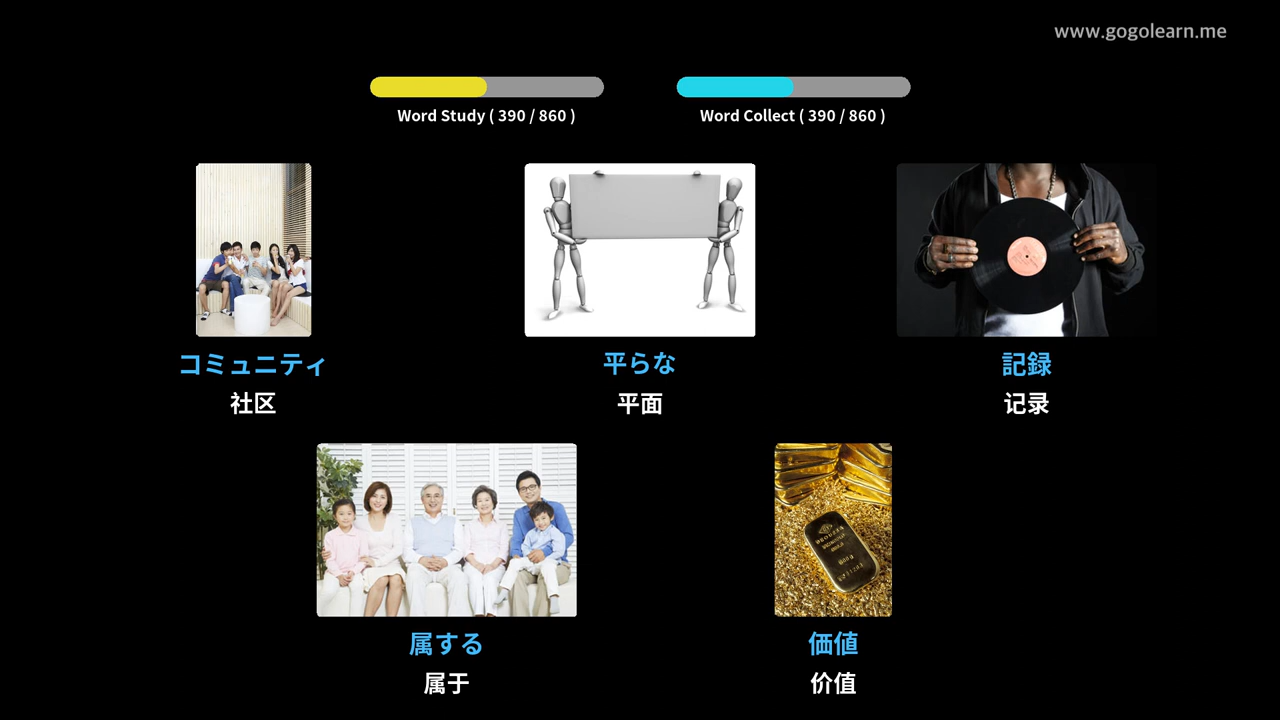 www.gogolearn.me
Word Study ( 390 / 860 )
Word Collect ( 390 / 860 )
コミュニティ
社区
平らな
平面
記録
记录
属する
属于
価値
价值